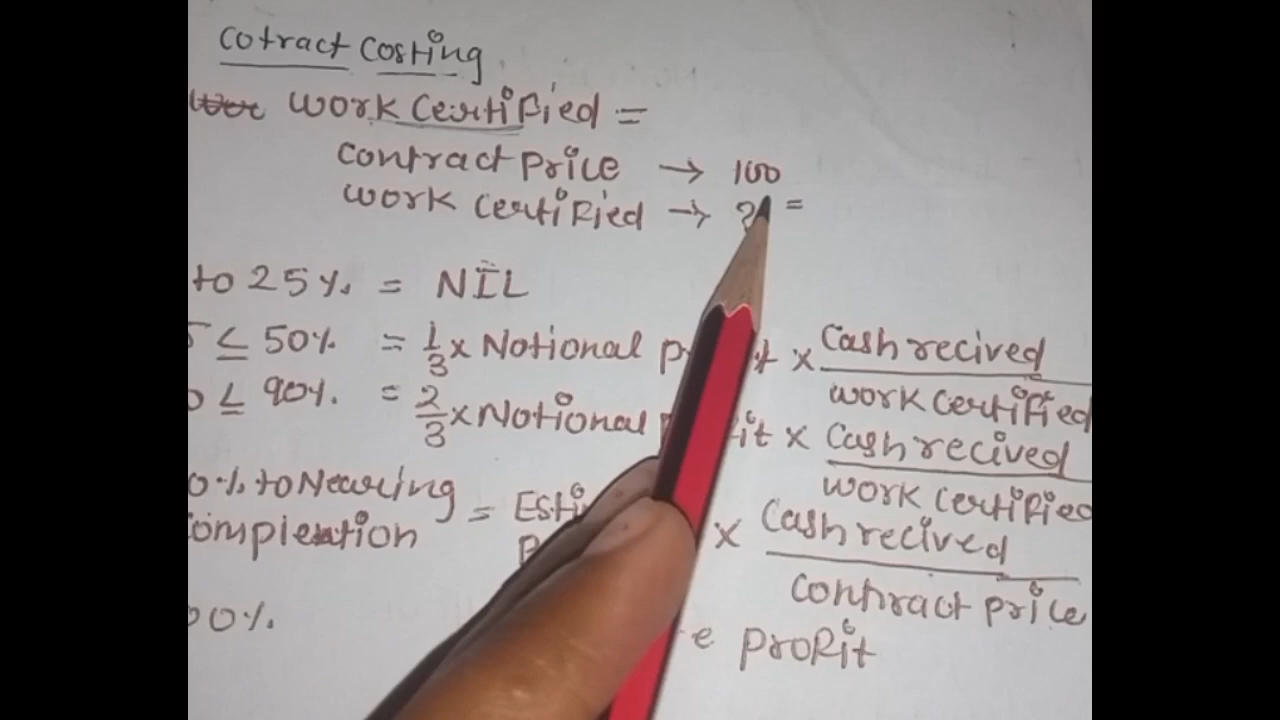 Cotract Costing
Work Certified =
Contract Price → 100
Work Certified → ? =
to 25% = NIL
≤ 50% = 1/3 x Notional x Cash recived / Work Certified
≤ 90% = 2/3 x Notional x Cash recived / Work Certified
0% to Nearing = x Cash recived / Contract Price
00%
Profit